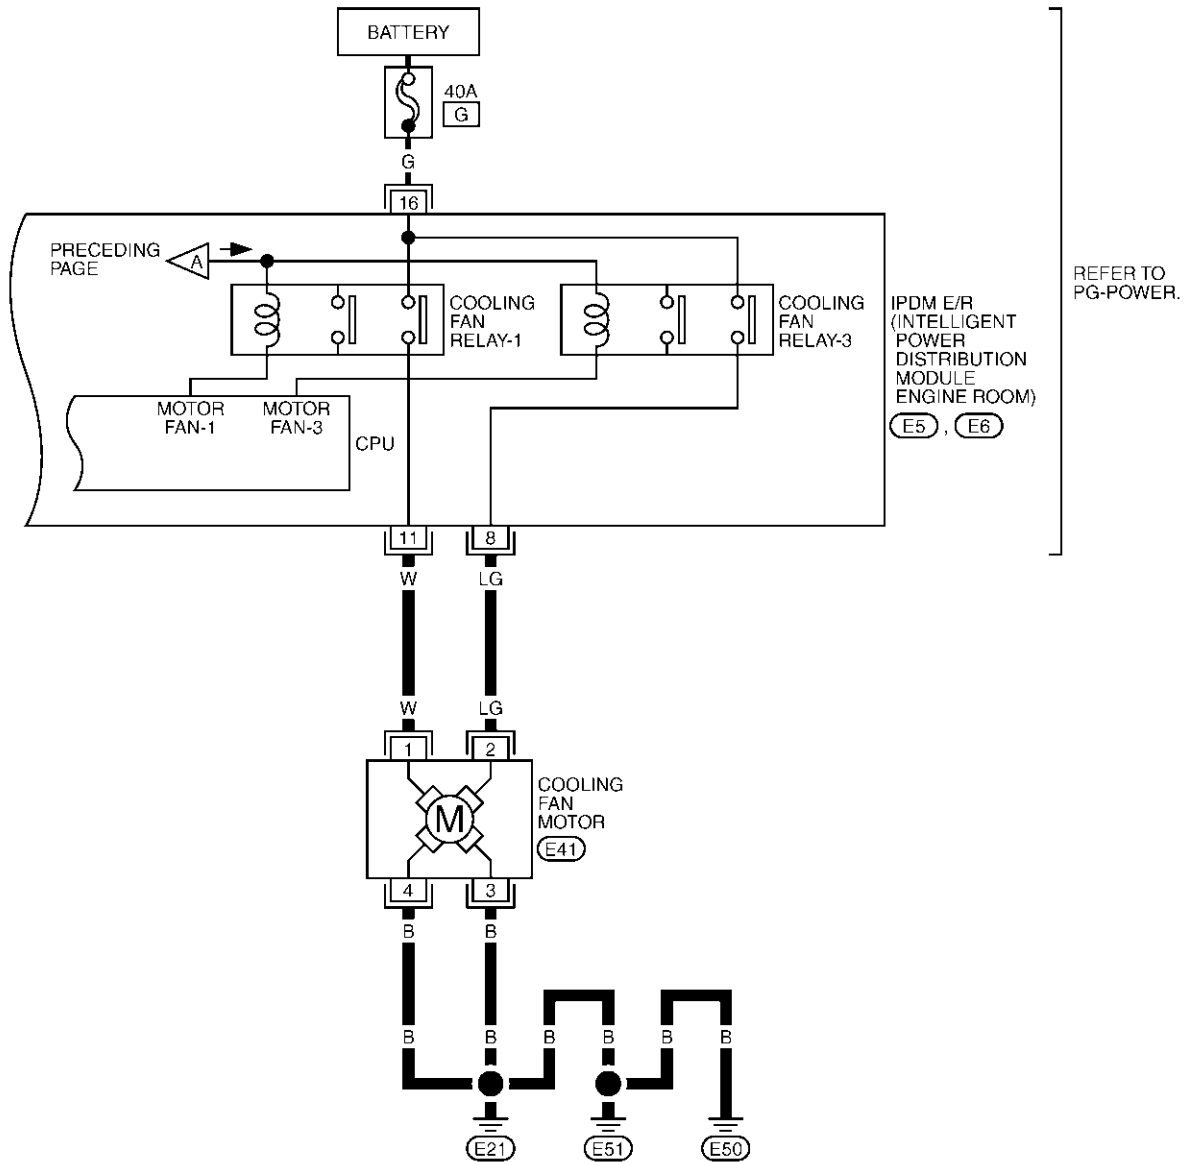 BATTERY
40A
G
G
16
PRECEDING
PAGE
A
COOLING
FAN
RELAY-1
COOLING
FAN
RELAY-3
REFER TO
PG-POWER.
IPDM E/R
(INTELLIGENT
POWER
DISTRIBUTION
MODULE
ENGINE ROOM)
E5 , E6
MOTOR
FAN-1
MOTOR
FAN-3
CPU
11 8
W LG
W LG
1 2
M
COOLING
FAN
MOTOR
E41
4 3
B B
B B B B B B
E21 E51 E50